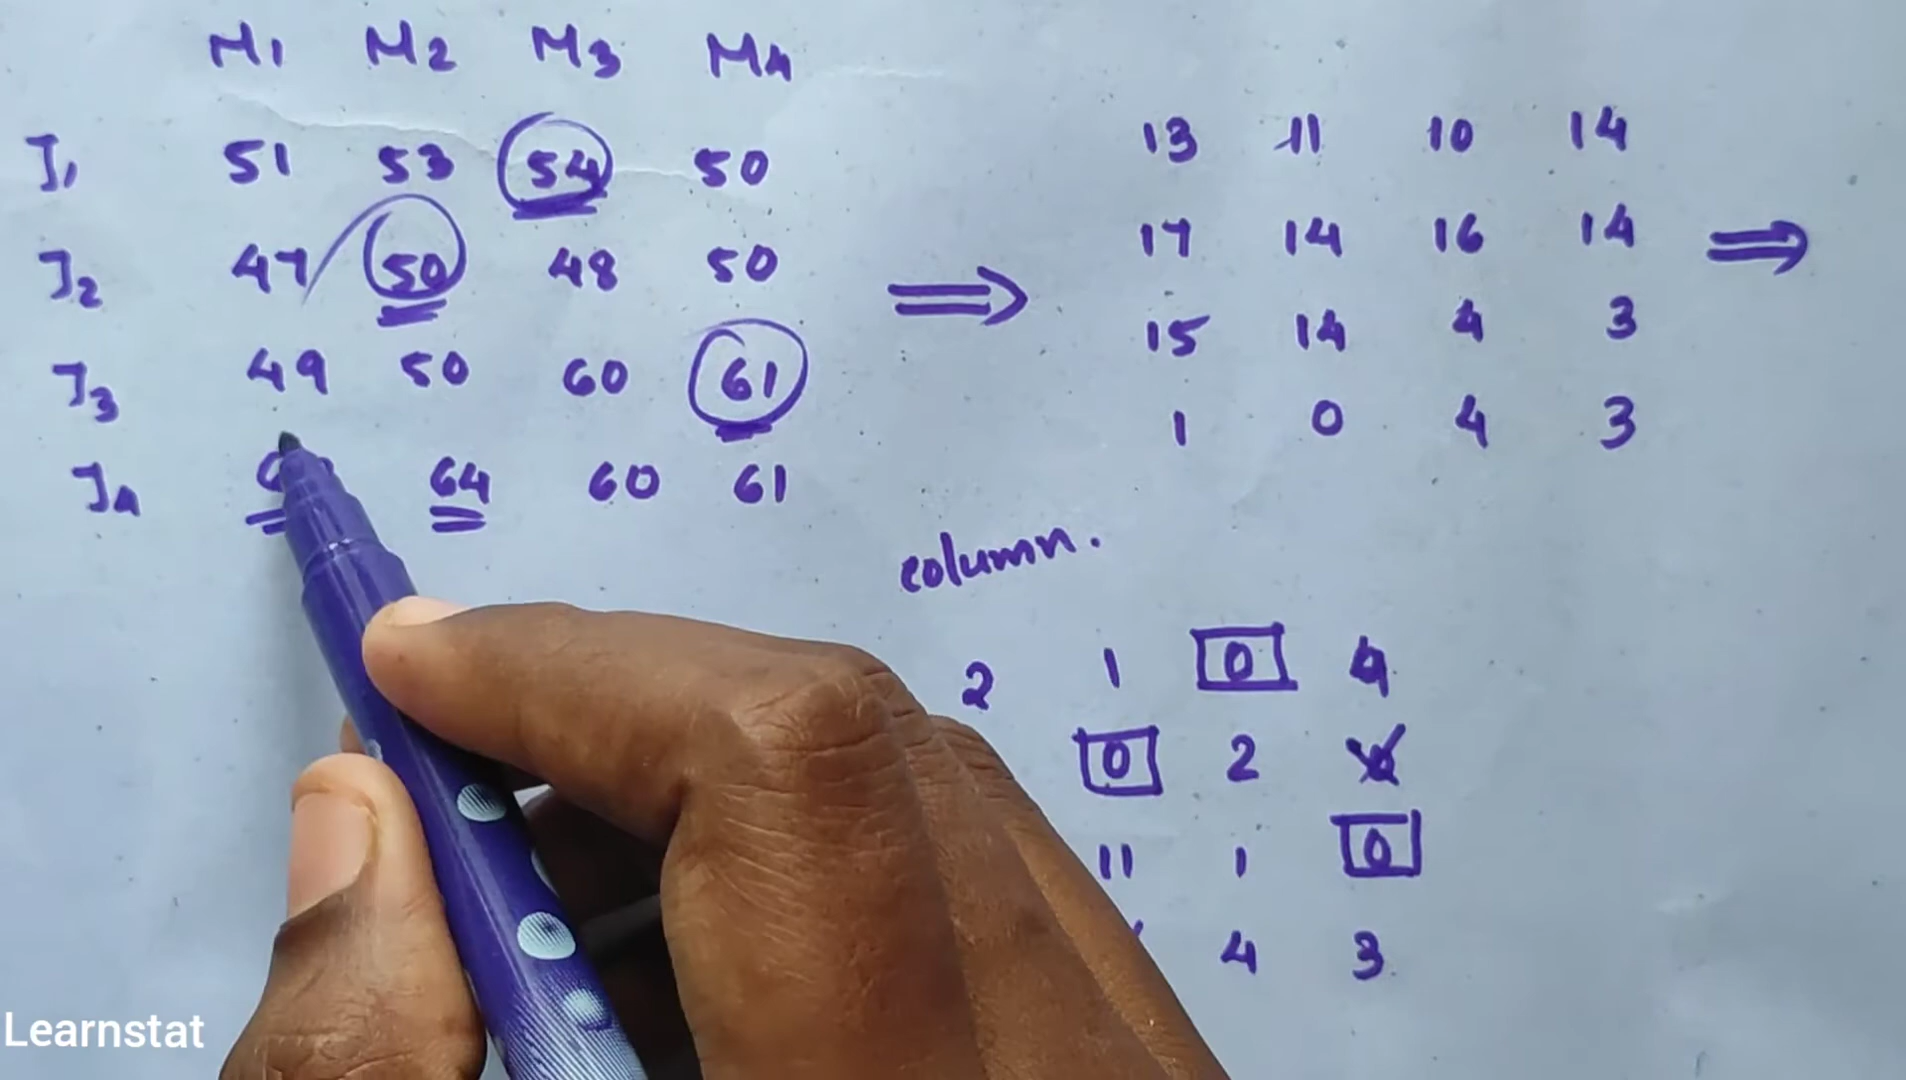 M1 M2 M3 M4
J1 51 53 54 50
J2 47 50 48 50
J3 49 50 60 61
J4 64 60 61
⇒
13 11 10 14
17 14 16 14
15 14 4 3
1 0 4 3
⇒
column.
2 1 0 4
0 2 0
11 1 0
4 3
Learnstat